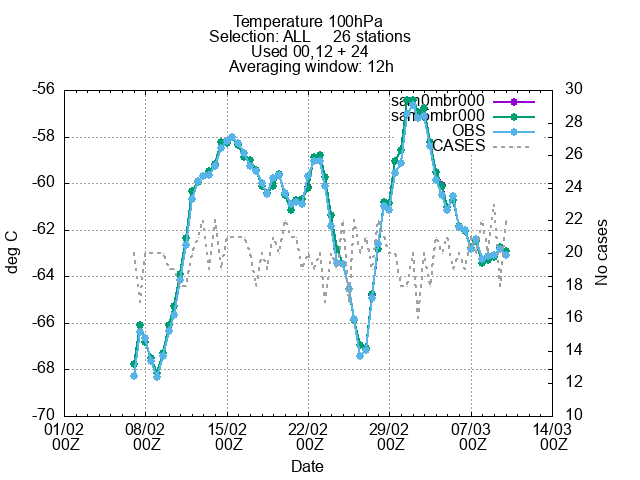 Temperature 100hPa
Selection: ALL 26 stations
Used 00,12 + 24
Averaging window: 12h
-56
-58
-60
-62
-64
-66
-68
-70
deg C
30
28
26
24
22
20
18
16
14
12
10
No cases
OBS
CASES
01/02 08/02 15/02 22/02 29/02 07/03 14/03
00Z 00Z 00Z 00Z 00Z 00Z 00Z
Date